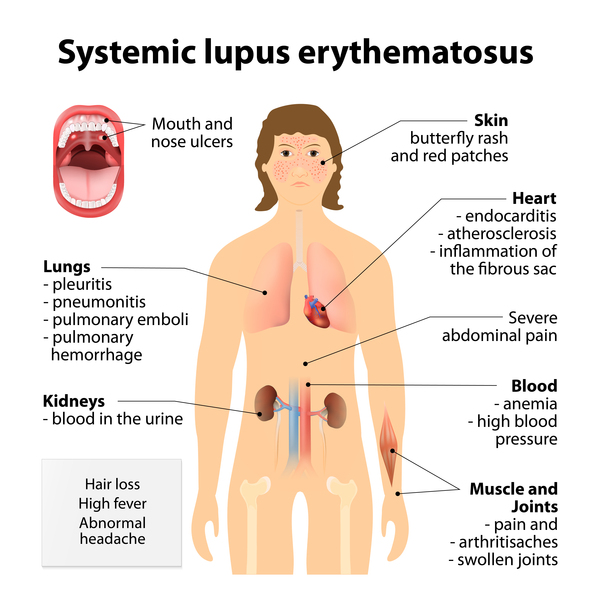 Systemic lupus erythematosus
Mouth and
nose ulcers
Skin
butterfly rash
and red patches
Heart
- endocarditis
- atherosclerosis
- inflammation of
the fibrous sac
Lungs
- pleuritis
- pneumonitis
- pulmonary emboli
- pulmonary
hemorrhage
Severe
abdominal pain
Kidneys
- blood in the urine
Blood
- anemia
- high blood
pressure
Hair loss
High fever
Abnormal
headache
Muscle and
Joints
- pain and
- arthritisaches
- swollen joints